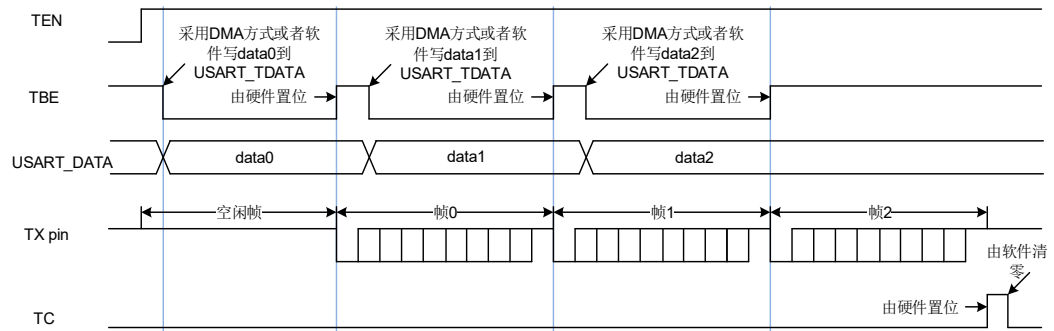 TEN
采用DMA方式或者软
件写data0到
USART_TDATA
采用DMA方式或者软
件写data1到
USART_TDATA
采用DMA方式或者软
件写data2到
USART_TDATA
TBE
由硬件置位
由硬件置位
由硬件置位
USART_DATA
data0
data1
data2
空闲帧
帧0
帧1
帧2
TX pin
由软件清
零
由硬件置位
TC